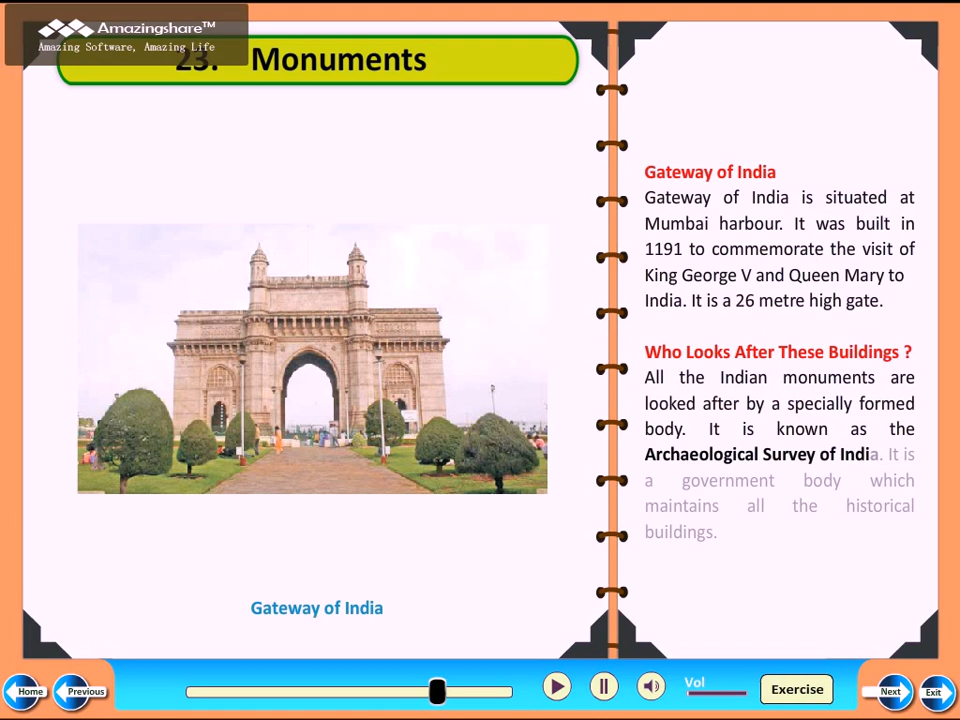 Amazingshare™
Amazing Software, Amazing Life
23. Monuments
Gateway of India
Gateway of India
Gateway of India is situated at
Mumbai harbour. It was built in
1191 to commemorate the visit of
King George V and Queen Mary to
India. It is a 26 metre high gate.
Who Looks After These Buildings ?
All the Indian monuments are
looked after by a specially formed
body. It is known as the
Archaeological Survey of India. It is
a government body which
maintains all the historical
buildings.
Home
Previous
Vol
Exercise
Next
Exit